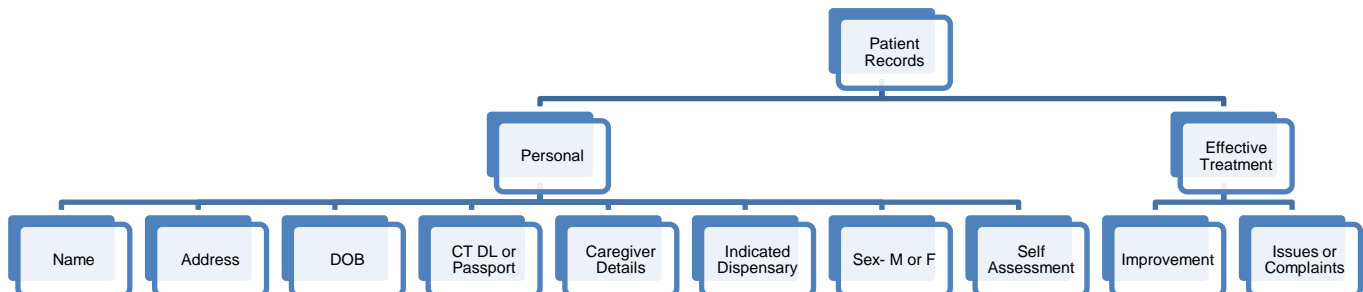 Patient
Records
Personal
Effective
Treatment
Name
Address
DOB
CT DL or
Passport
Caregiver
Details
Indicated
Dispensary
Sex- M or F
Self
Assessment
Improvement
Issues or
Complaints